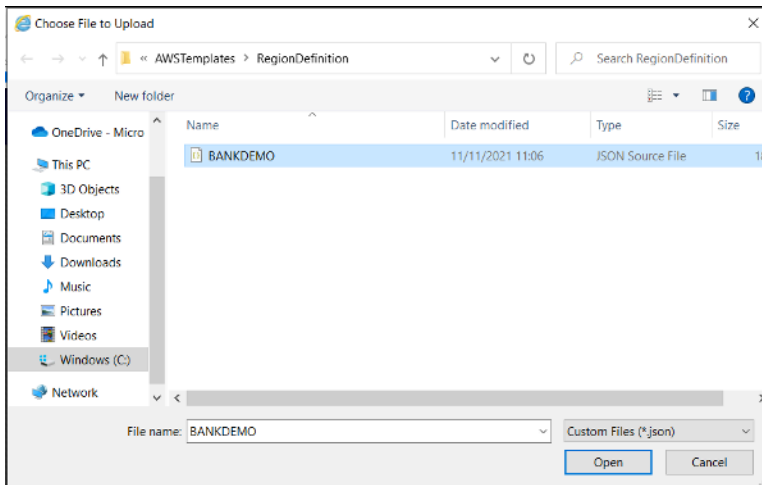 Choose File to Upload
« AWSTemplates > RegionDefinition
Search RegionDefinition
Organize
New folder
Name
Date modified
Type
Size
BANKDEMO
11/11/2021 11:06
JSON Source File
OneDrive - Micro
This PC
3D Objects
Desktop
Documents
Downloads
Music
Pictures
Videos
Windows (C:)
Network
File name: BANKDEMO
Custom Files (*.json)
Open
Cancel